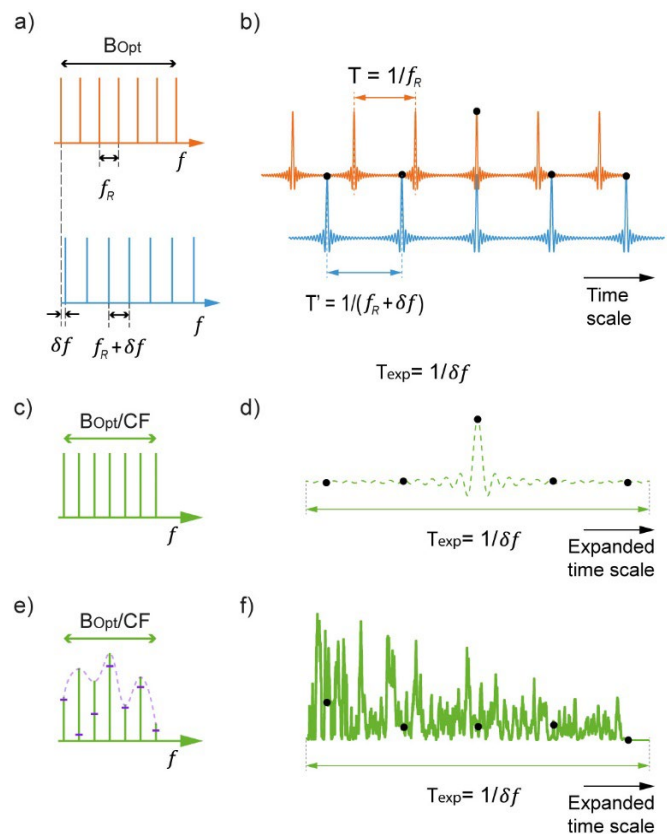 a)
BOpt
f
fR
f
δf
fR + δf
b)
T = 1/fR
T' = 1/(fR + δf)
Time
scale
Texp= 1/δf
c)
BOpt/CF
f
d)
Texp= 1/δf
Expanded
time scale
e)
BOpt/CF
f
f)
Texp= 1/δf
Expanded
time scale